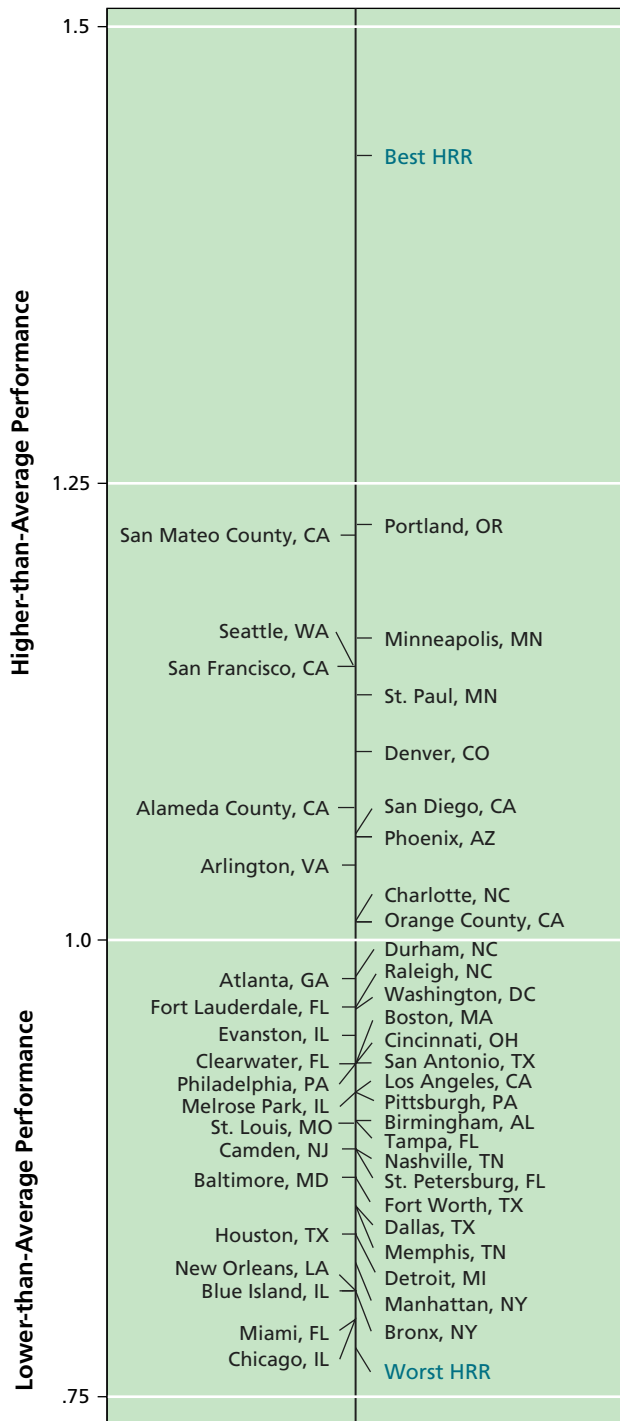 1.5
Best HRR
Higher-than-Average Performance
1.25
Portland, OR
San Mateo County, CA
Seattle, WA
Minneapolis, MN
San Francisco, CA
St. Paul, MN
Denver, CO
Alameda County, CA
San Diego, CA
Phoenix, AZ
Arlington, VA
Charlotte, NC
Orange County, CA
1.0
Durham, NC
Raleigh, NC
Atlanta, GA
Washington, DC
Fort Lauderdale, FL
Boston, MA
Evanston, IL
Cincinnati, OH
Clearwater, FL
San Antonio, TX
Los Angeles, CA
Philadelphia, PA
Pittsburgh, PA
Melrose Park, IL
Birmingham, AL
St. Louis, MO
Tampa, FL
Camden, NJ
Nashville, TN
Baltimore, MD
St. Petersburg, FL
Fort Worth, TX
Dallas, TX
Houston, TX
Memphis, TN
New Orleans, LA
Detroit, MI
Blue Island, IL
Manhattan, NY
Miami, FL
Bronx, NY
Chicago, IL
Worst HRR
Lower-than-Average Performance
.75